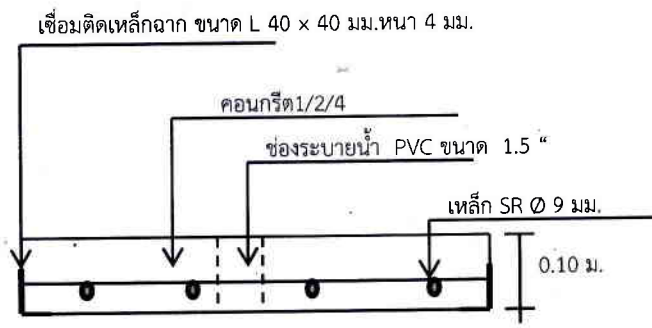 เชื่อมติดเหล็กฉาก ขนาด L 40 x 40 มม.หนา 4 มม.
คอนกรีต1/2/4
ช่องระบายน้ำ PVC ขนาด 1.5 “
เหล็ก SR Ø 9 มม.
0.10 ม.